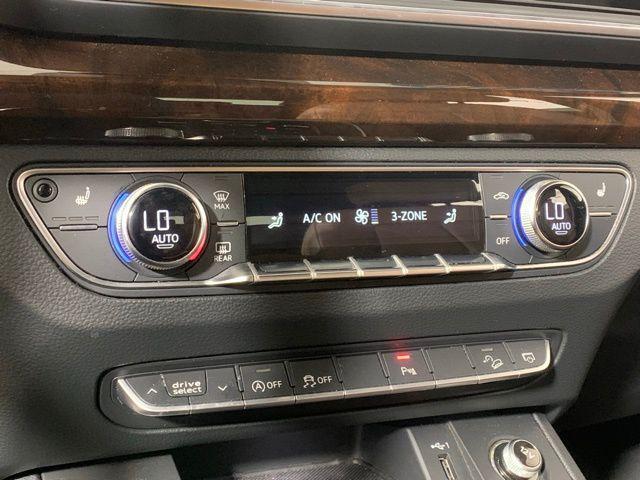 MAX
LO
AUTO
REAR
A/C ON
3-ZONE
LO
AUTO
OFF
drive
select
OFF
OFF